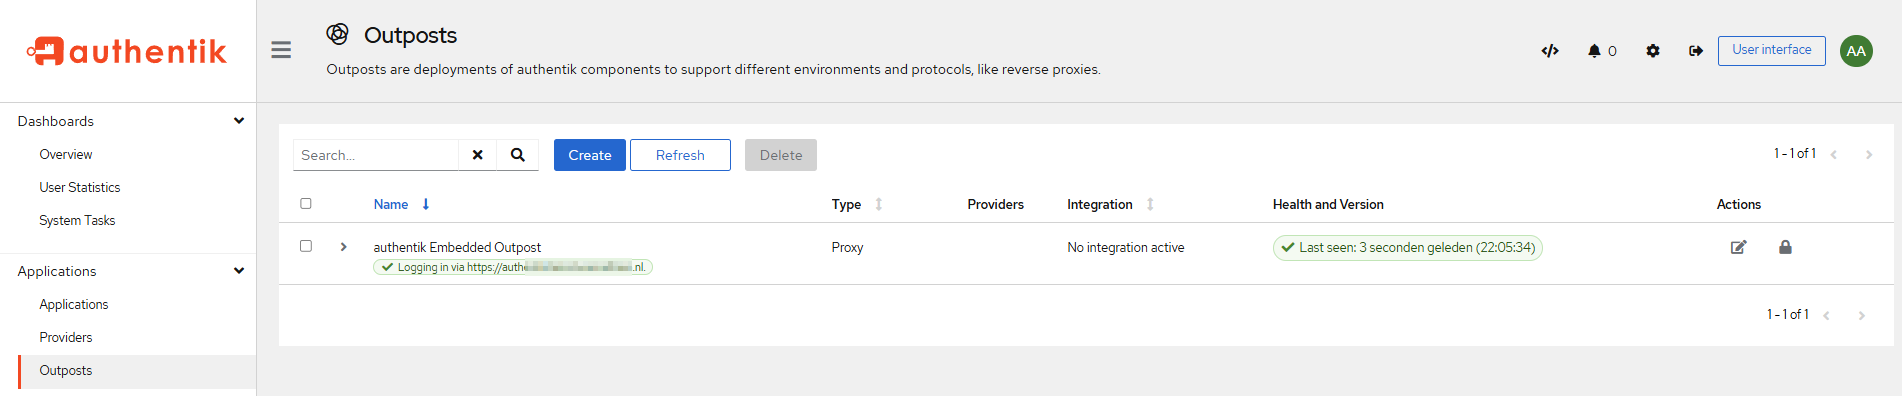 authentik
Outposts
Outposts are deployments of authentik components to support different environments and protocols, like reverse proxies.
0
User interface
AA
Dashboards
Overview
User Statistics
System Tasks
Applications
Applications
Providers
Outposts
Search...
Create
Refresh
Delete
1 - 1 of 1
Name
Type
Providers
Integration
Health and Version
Actions
authentik Embedded Outpost
Proxy
No integration active
Last seen: 3 seconden geleden (22:05:34)
Logging in via https://authe .nl.
1 - 1 of 1